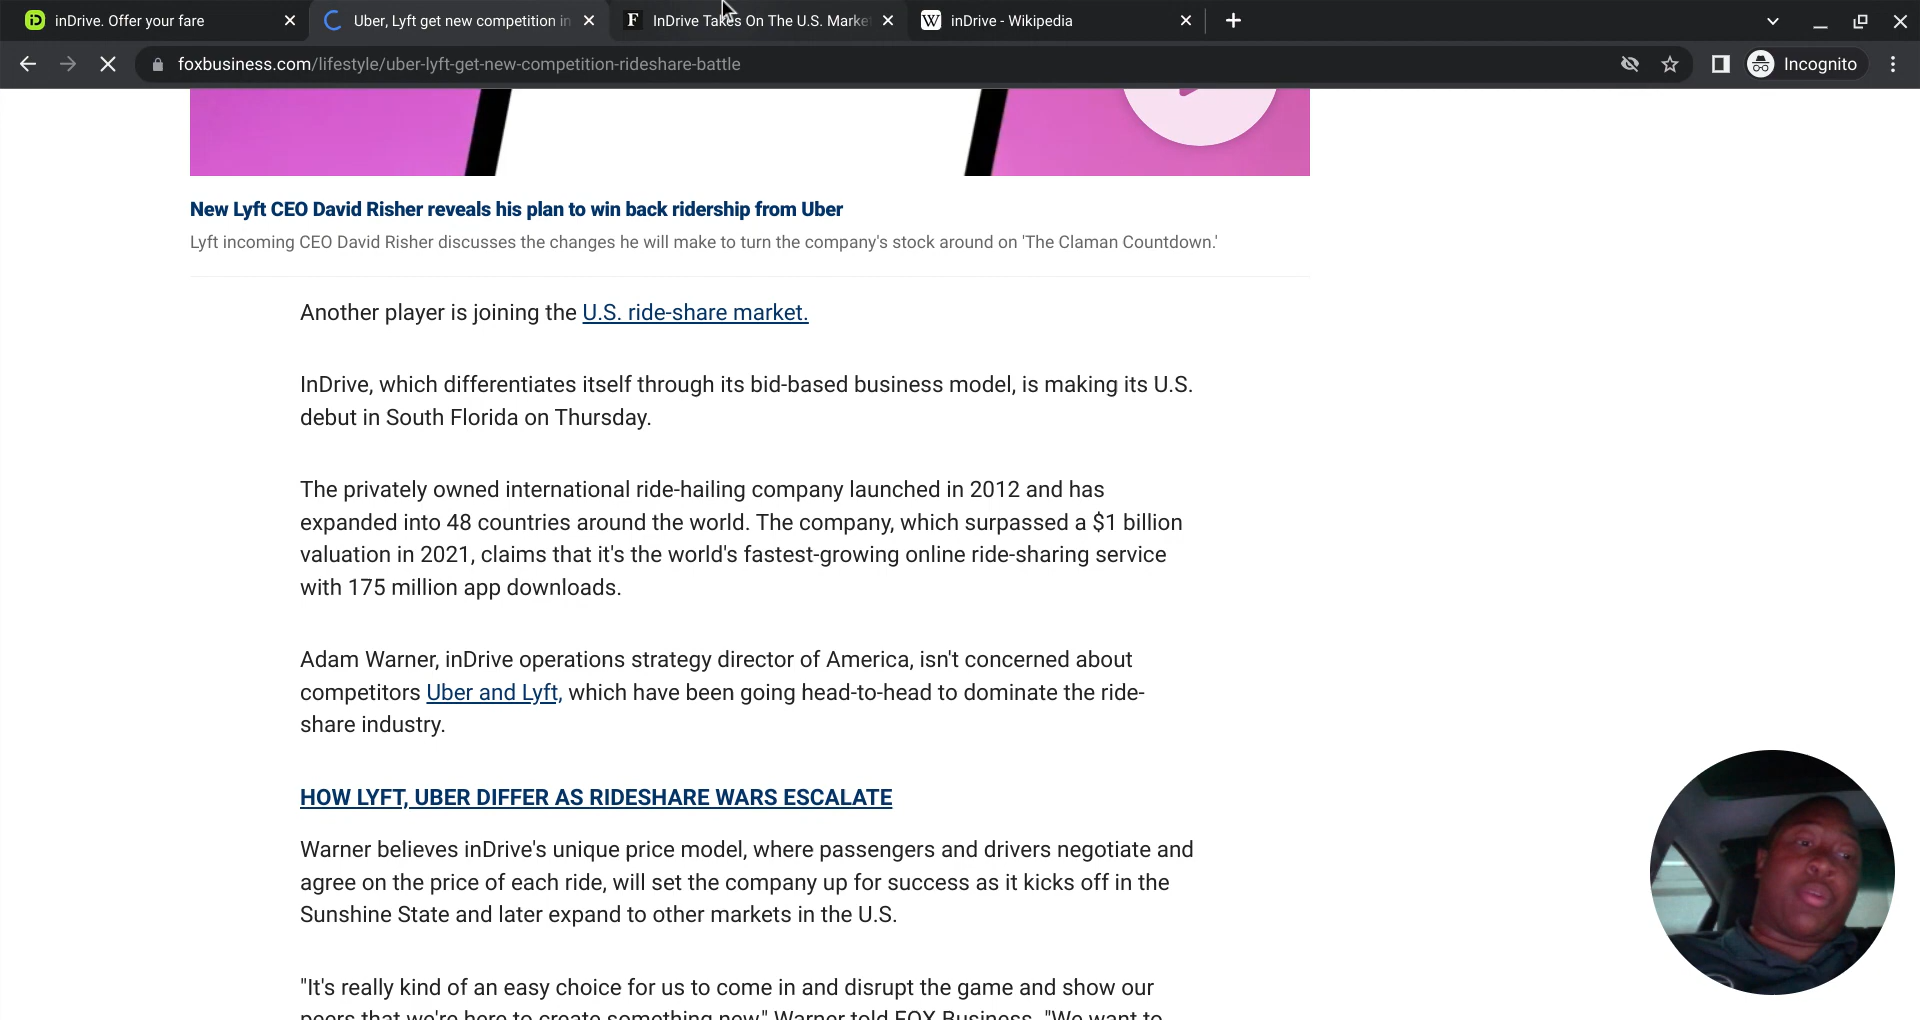 inDrive. Offer your fare
Uber, Lyft get new competition in
F InDrive Takes On The U.S. Marke
W inDrive - Wikipedia
foxbusiness.com/lifestyle/uber-lyft-get-new-competition-rideshare-battle
Incognito
New Lyft CEO David Risher reveals his plan to win back ridership from Uber
Lyft incoming CEO David Risher discusses the changes he will make to turn the company's stock around on 'The Claman Countdown.'
Another player is joining the U.S. ride-share market.
InDrive, which differentiates itself through its bid-based business model, is making its U.S.
debut in South Florida on Thursday.
The privately owned international ride-hailing company launched in 2012 and has
expanded into 48 countries around the world. The company, which surpassed a $1 billion
valuation in 2021, claims that it's the world's fastest-growing online ride-sharing service
with 175 million app downloads.
Adam Warner, inDrive operations strategy director of America, isn't concerned about
competitors Uber and Lyft, which have been going head-to-head to dominate the ride-
share industry.
HOW LYFT, UBER DIFFER AS RIDESHARE WARS ESCALATE
Warner believes inDrive's unique price model, where passengers and drivers negotiate and
agree on the price of each ride, will set the company up for success as it kicks off in the
Sunshine State and later expand to other markets in the U.S.
"It's really kind of an easy choice for us to come in and disrupt the game and show our
peers that we're here to create something new," Warner told FOX Business. "We want to